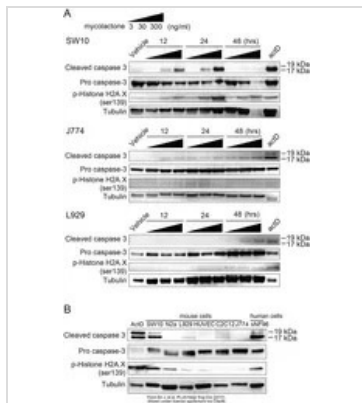 A
3 30 300 (ng/ml)
mycolactone
SW10
Vehicle
12
24
48 (hrs)
actD
Cleaved caspase 3
19 kDa
17 kDa
Pro caspase-3
p-Histone H2A.X
(ser139)
Tubulin
J774
Vehicle
12
24
48 (hrs)
actD
Cleaved caspase 3
19 kDa
17 kDa
Pro caspase-3
p-Histone H2A.X
(ser139)
Tubulin
L929
Vehicle
12
24
48 (hrs)
actD
Cleaved caspase 3
19 kDa
17 kDa
Pro caspase-3
p-Histone H2A.X
(ser139)
Tubulin
B
mouse cells
human cells
ActD SW10 N2a L929 HUVEC C2C12 J774
Cleaved caspase-3
19 kDa
17 kDa
Pro caspase-3
p-Histone H2A.X
(ser139)
Tubulin